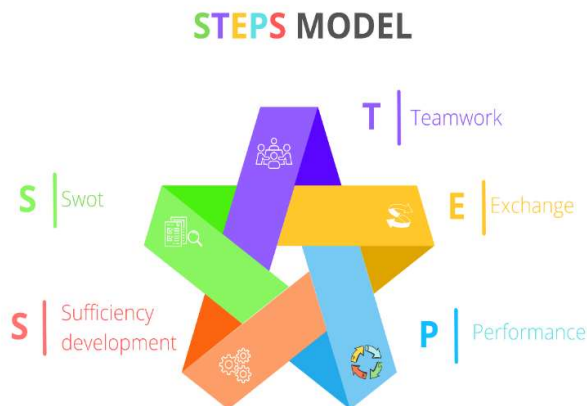 STEPS MODEL
T Teamwork
S Swot
E Exchange
S Sufficiency
development
P Performance